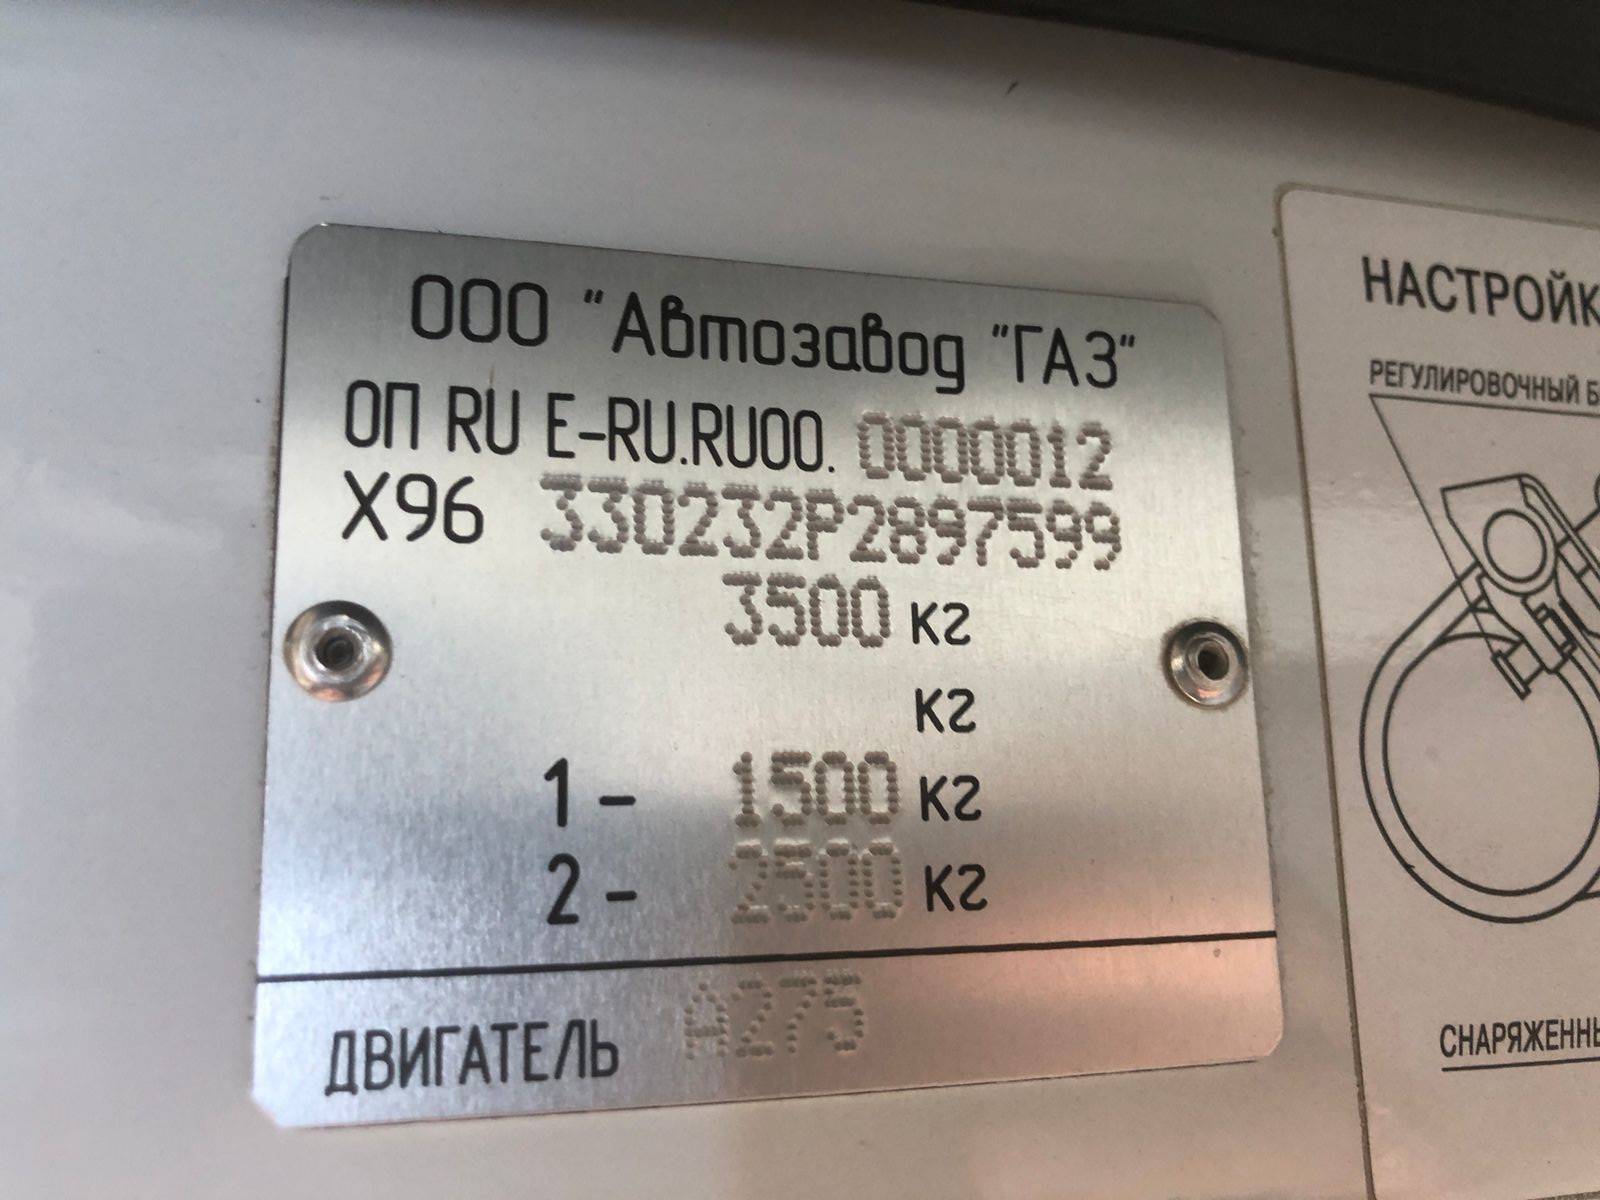 ООО "Автозавод "ГАЗ"
ОП RU E-RU.RU00. 0000012
X96 330232P2897599
3500 кг
кг
1 - 1500 кг
2 - 2500 кг
ДВИГАТЕЛЬ A275
НАСТРОЙК
РЕГУЛИРОВОЧНЫЙ Б
СНАРЯЖЕННЫ